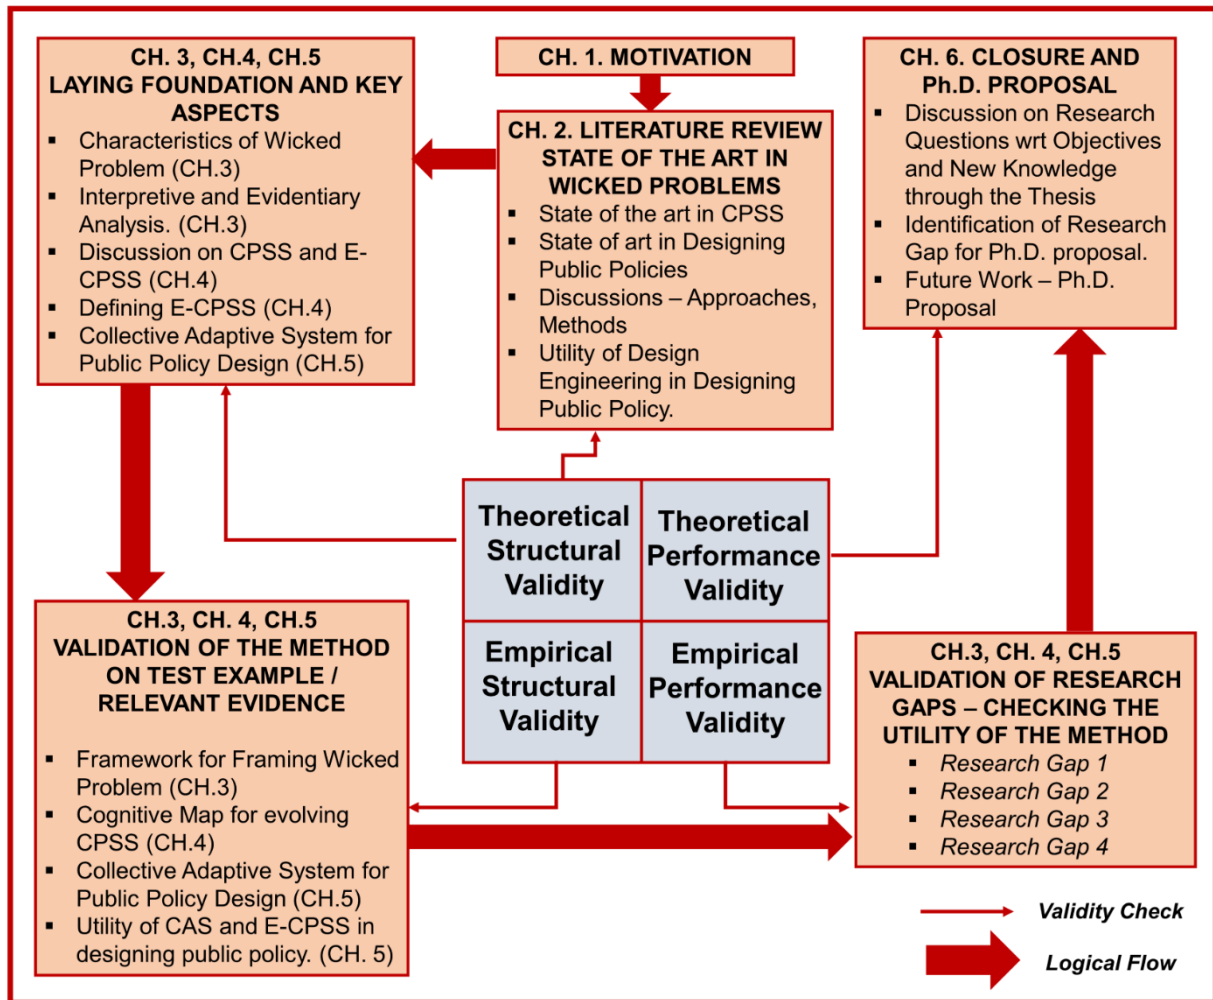 CH. 3, CH.4, CH.5
LAYING FOUNDATION AND KEY
ASPECTS
▪ Characteristics of Wicked
Problem (CH.3)
▪ Interpretive and Evidentiary
Analysis. (CH.3)
▪ Discussion on CPSS and E-
CPSS (CH.4)
▪ Defining E-CPSS (CH.4)
▪ Collective Adaptive System for
Public Policy Design (CH.5)
CH. 1. MOTIVATION
CH. 2. LITERATURE REVIEW
STATE OF THE ART IN
WICKED PROBLEMS
▪ State of the art in CPSS
▪ State of art in Designing
Public Policies
▪ Discussions – Approaches,
Methods
▪ Utility of Design
Engineering in Designing
Public Policy.
CH. 6. CLOSURE AND
Ph.D. PROPOSAL
▪ Discussion on Research
Questions wrt Objectives
and New Knowledge
through the Thesis
▪ Identification of Research
Gap for Ph.D. proposal.
▪ Future Work – Ph.D.
Proposal
Theoretical
Structural
Validity
Theoretical
Performance
Validity
Empirical
Structural
Validity
Empirical
Performance
Validity
CH.3, CH. 4, CH.5
VALIDATION OF THE METHOD
ON TEST EXAMPLE /
RELEVANT EVIDENCE
▪ Framework for Framing Wicked
Problem (CH.3)
▪ Cognitive Map for evolving
CPSS (CH.4)
▪ Collective Adaptive System for
Public Policy Design (CH.5)
▪ Utility of CAS and E-CPSS in
designing public policy. (CH. 5)
CH.3, CH. 4, CH.5
VALIDATION OF RESEARCH
GAPS – CHECKING THE
UTILITY OF THE METHOD
▪ Research Gap 1
▪ Research Gap 2
▪ Research Gap 3
▪ Research Gap 4
Validity Check
Logical Flow